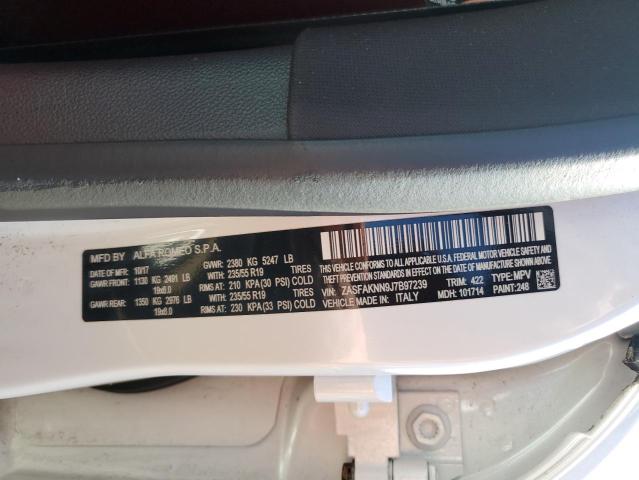 MFD BY ALFA ROMEO S.P.A.
DATE OF MFR: 10/17 GVWR: 2380 KG 5247 LB
GAWR FRONT: 1130 KG 2491 LB TIRES
19x8.0 235/55 R19
RIMS AT: 210 KPA(30 PSI) COLD
GAWR REAR: 1350 KG 2976 LB TIRES
19x8.0 235/55 R19
RIMS AT: 230 KPA(33 PSI) COLD
THIS VEHICLE CONFORMS TO ALL APPLICABLE U.S.A. FEDERAL MOTOR VEHICLE SAFETY, BUMPER, AND
THEFT PREVENTION STANDARDS IN EFFECT ON THE DATE OF MANUFACTURE SHOWN ABOVE.
VIN: ZASFAKNN9J7B97239 TYPE: MPV
VEHICLE MADE IN: ITALY TRIM: 422
MDH: 101714 PAINT: 248